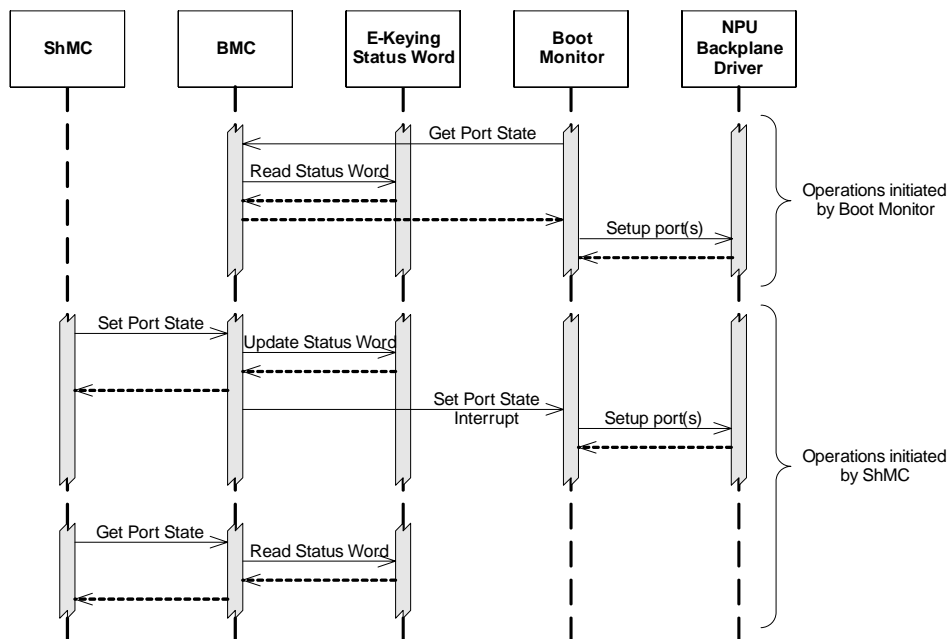 ShMC
BMC
E-Keying
Status Word
Boot
Monitor
NPU
Backplane
Driver
Get Port State
Read Status Word
Setup port(s)
Operations initiated
by Boot Monitor
Set Port State
Update Status Word
Set Port State
Interrupt
Setup port(s)
Operations initiated
by ShMC
Get Port State
Read Status Word